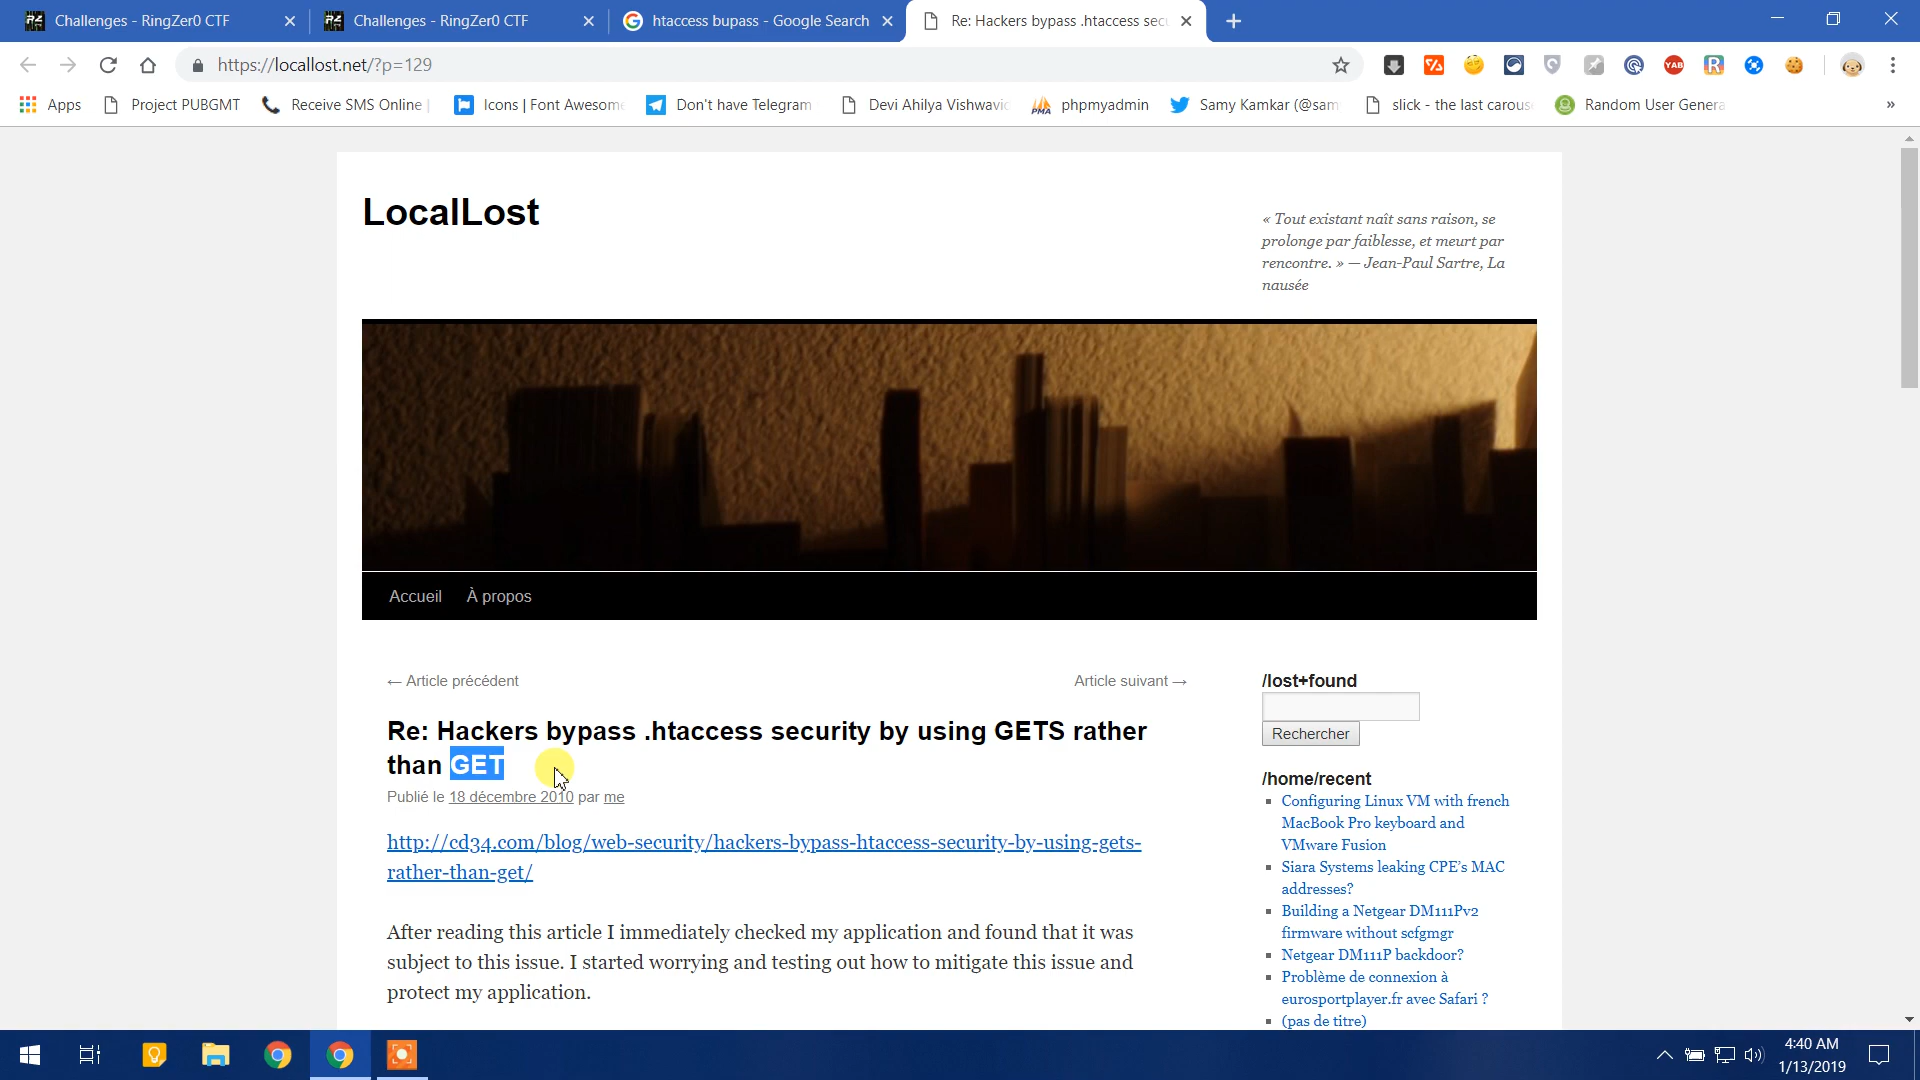 Challenges - RingZer0 CTF
Challenges - RingZer0 CTF
htaccess bupass - Google Search
Re: Hackers bypass .htaccess sec
https://locallost.net/?p=129
Apps
Project PUBGMT
Receive SMS Online |
Icons | Font Awesome
Don't have Telegram
Devi Ahilya Vishwavic
phpmyadmin
Samy Kamkar (@sam
slick - the last carous
Random User Genera
»
LocalLost
« Tout existant naît sans raison, se
prolonge par faiblesse, et meurt par
rencontre. » — Jean-Paul Sartre, La
nausée
Accueil
À propos
← Article précédent
Article suivant →
Re: Hackers bypass .htaccess security by using GETS rather
than GET
Publié le 18 décembre 2010 par me
http://cd34.com/blog/web-security/hackers-bypass-htaccess-security-by-using-gets-
rather-than-get/
After reading this article I immediately checked my application and found that it was
subject to this issue. I started worrying and testing out how to mitigate this issue and
protect my application.
/lost+found
Rechercher
/home/recent
Configuring Linux VM with french
MacBook Pro keyboard and
VMware Fusion
Siara Systems leaking CPE's MAC
addresses?
Building a Netgear DM111Pv2
firmware without scfgmgr
Netgear DM111P backdoor?
Problème de connexion à
eurosportplayer.fr avec Safari ?
(pas de titre)
4:40 AM
1/13/2019